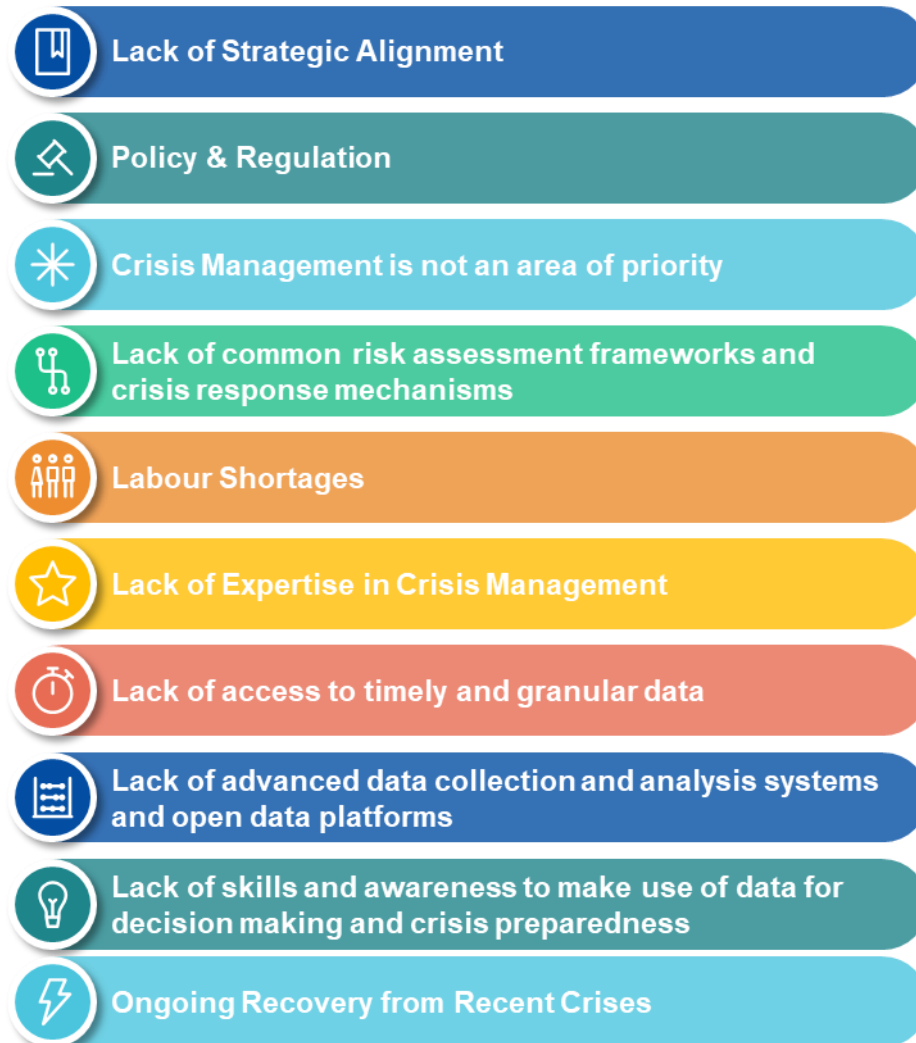 Lack of Strategic Alignment
Policy & Regulation
Crisis Management is not an area of priority
Lack of common risk assessment frameworks and
crisis response mechanisms
Labour Shortages
Lack of Expertise in Crisis Management
Lack of access to timely and granular data
Lack of advanced data collection and analysis systems
and open data platforms
Lack of skills and awareness to make use of data for
decision making and crisis preparedness
Ongoing Recovery from Recent Crises